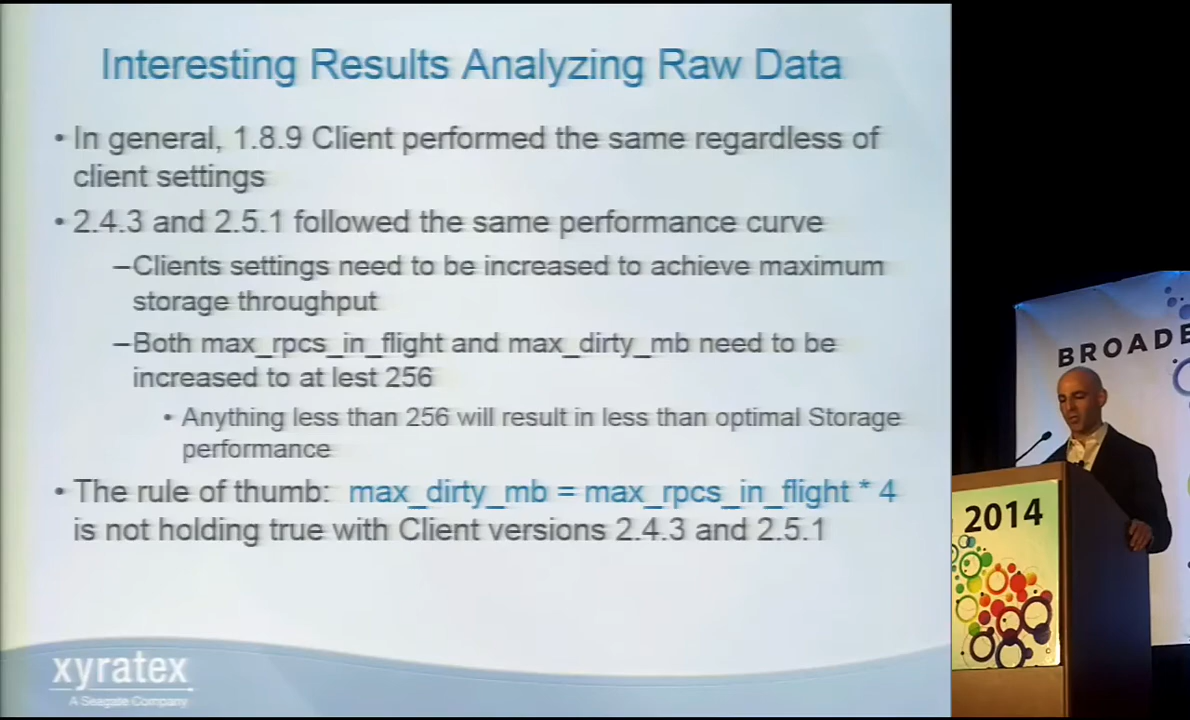 Interesting Results Analyzing Raw Data
• In general, 1.8.9 Client performed the same regardless of
client settings
• 2.4.3 and 2.5.1 followed the same performance curve
–Clients settings need to be increased to achieve maximum
storage throughput
–Both max_rpcs_in_flight and max_dirty_mb need to be
increased to at lest 256
• Anything less than 256 will result in less than optimal Storage
performance
• The rule of thumb: max_dirty_mb = max_rpcs_in_flight * 4
is not holding true with Client versions 2.4.3 and 2.5.1
xyratex
A Seagate Company
BROADE
2014